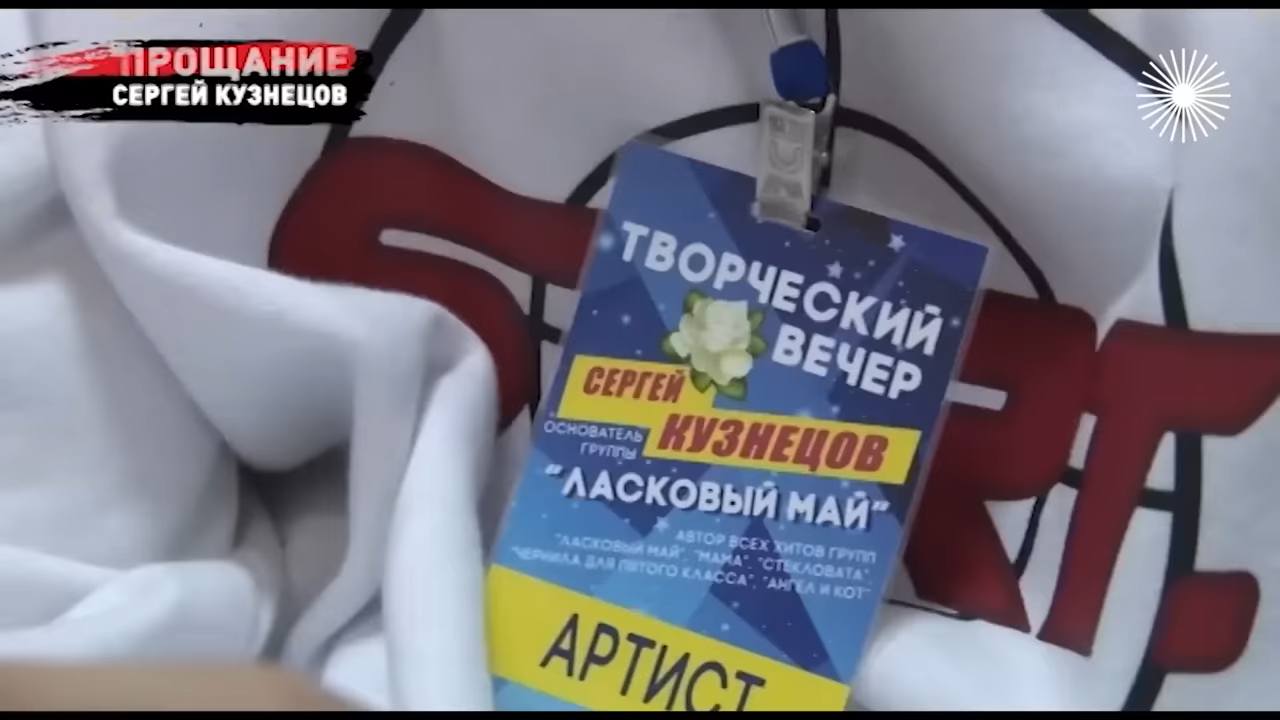 ПРОЩАНИЕ
СЕРГЕЙ КУЗНЕЦОВ
ТВОРЧЕСКИЙ
ВЕЧЕР
СЕРГЕЙ
КУЗНЕЦОВ
ОСНОВАТЕЛЬ
ГРУППЫ
"ЛАСКОВЫЙ МАЙ"
АВТОР ВСЕХ ХИТОВ ГРУПП
"ЛАСКОВЫЙ МАЙ", "МАМА", "СТЕКЛОВАТА",
"ЧЕРНИЛА ДЛЯ ПЯТОГО КЛАССА", "АНГЕЛ И КОТ"
АРТИСТ